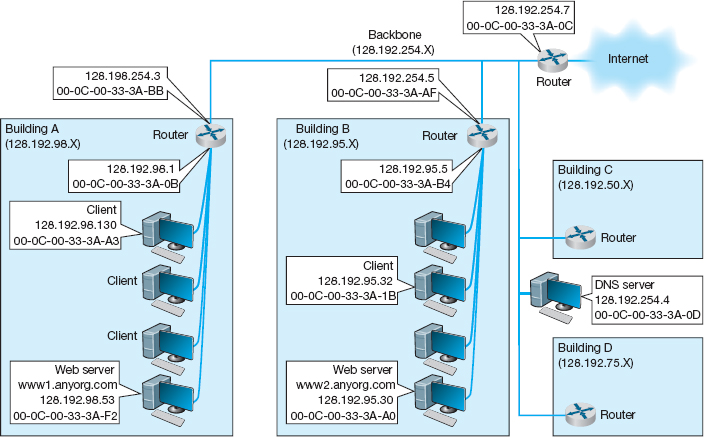 128.192.254.7
00-0C-00-33-3A-0C
Backbone
(128.192.254.X)
Internet
Router
128.198.254.3
00-0C-00-33-3A-BB
128.192.254.5
00-0C-00-33-3A-AF
Building A
(128.192.98.X)
Router
128.192.98.1
00-0C-00-33-3A-0B
Client
128.192.98.130
00-0C-00-33-3A-A3
Client
Client
Web server
www1.anyorg.com
128.192.98.53
00-0C-00-33-3A-F2
Building B
(128.192.95.X)
Router
128.192.95.5
00-0C-00-33-3A-B4
Client
128.192.95.32
00-0C-00-33-3A-1B
Web server
www2.anyorg.com
128.192.95.30
00-0C-00-33-3A-A0
Building C
(128.192.50.X)
Router
DNS server
128.192.254.4
00-0C-00-33-3A-0D
Building D
(128.192.75.X)
Router